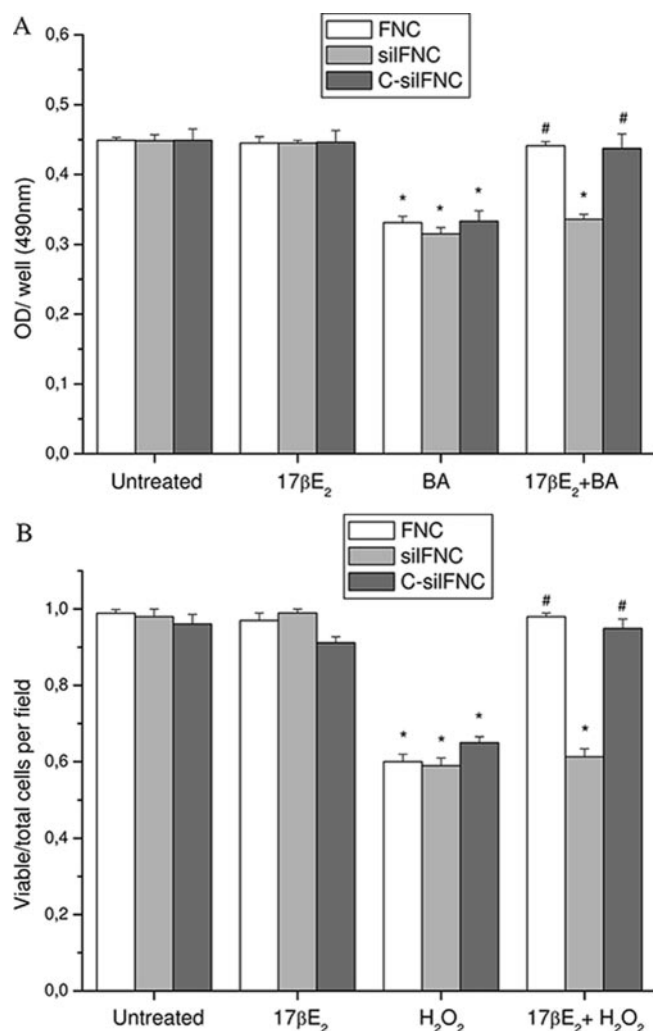 A
FNC
silFNC
C-silFNC
0,6
0,5
0,4
0,3
0,2
0,1
0,0
OD/ well (490nm)
* * *
# * #
Untreated 17βE₂ BA 17βE₂+BA
B
FNC
silFNC
C-silFNC
1,0
0,8
0,6
0,4
0,2
0,0
Viable/total cells per field
* * *
# * #
Untreated 17βE₂ H₂O₂ 17βE₂+ H₂O₂